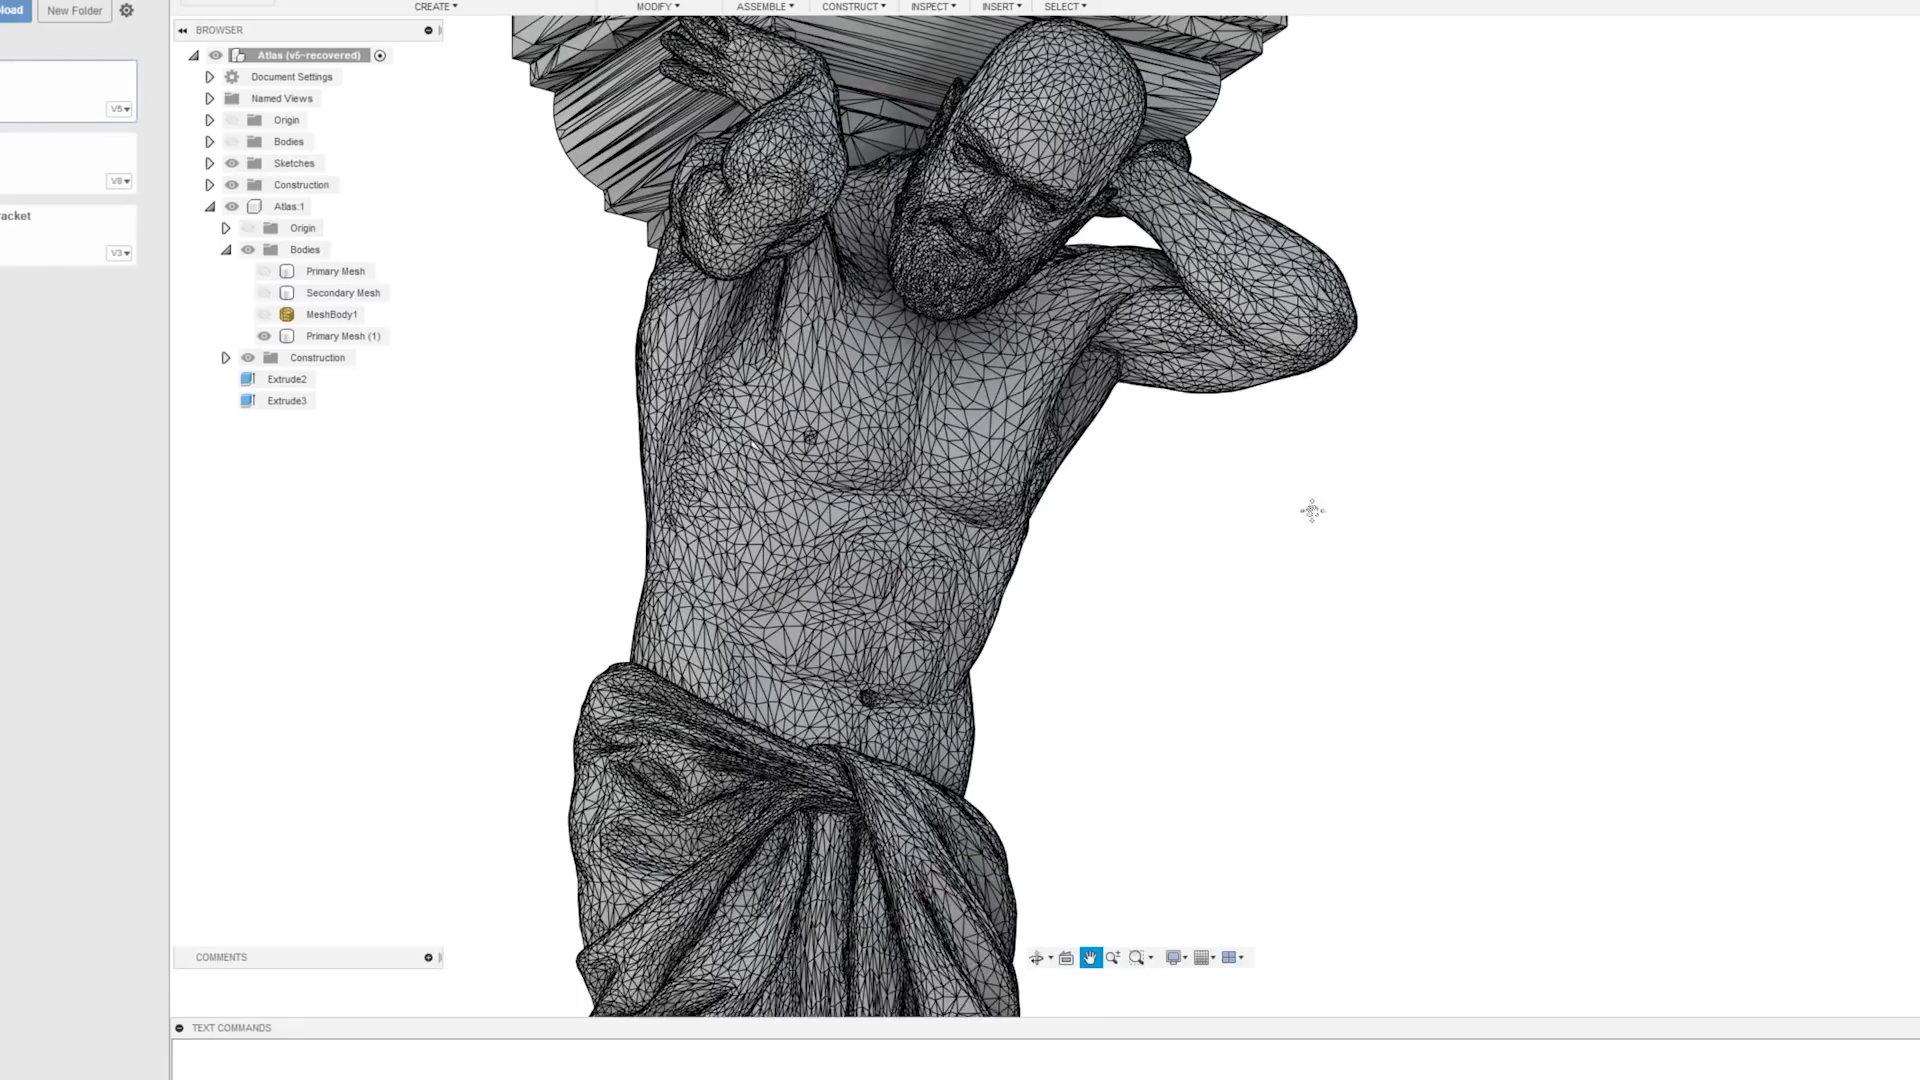 CREATE MODIFY ASSEMBLE CONSTRUCT INSPECT INSERT SELECT
load New Folder
BROWSER
Atlas (v5~recovered)
Document Settings
Named Views
Origin
Bodies
Sketches
Construction
Atlas:1
Origin
Bodies
Primary Mesh
Secondary Mesh
MeshBody1
Primary Mesh (1)
Construction
Extrude2
Extrude3
V5
V8
acket
V3
COMMENTS
TEXT COMMANDS